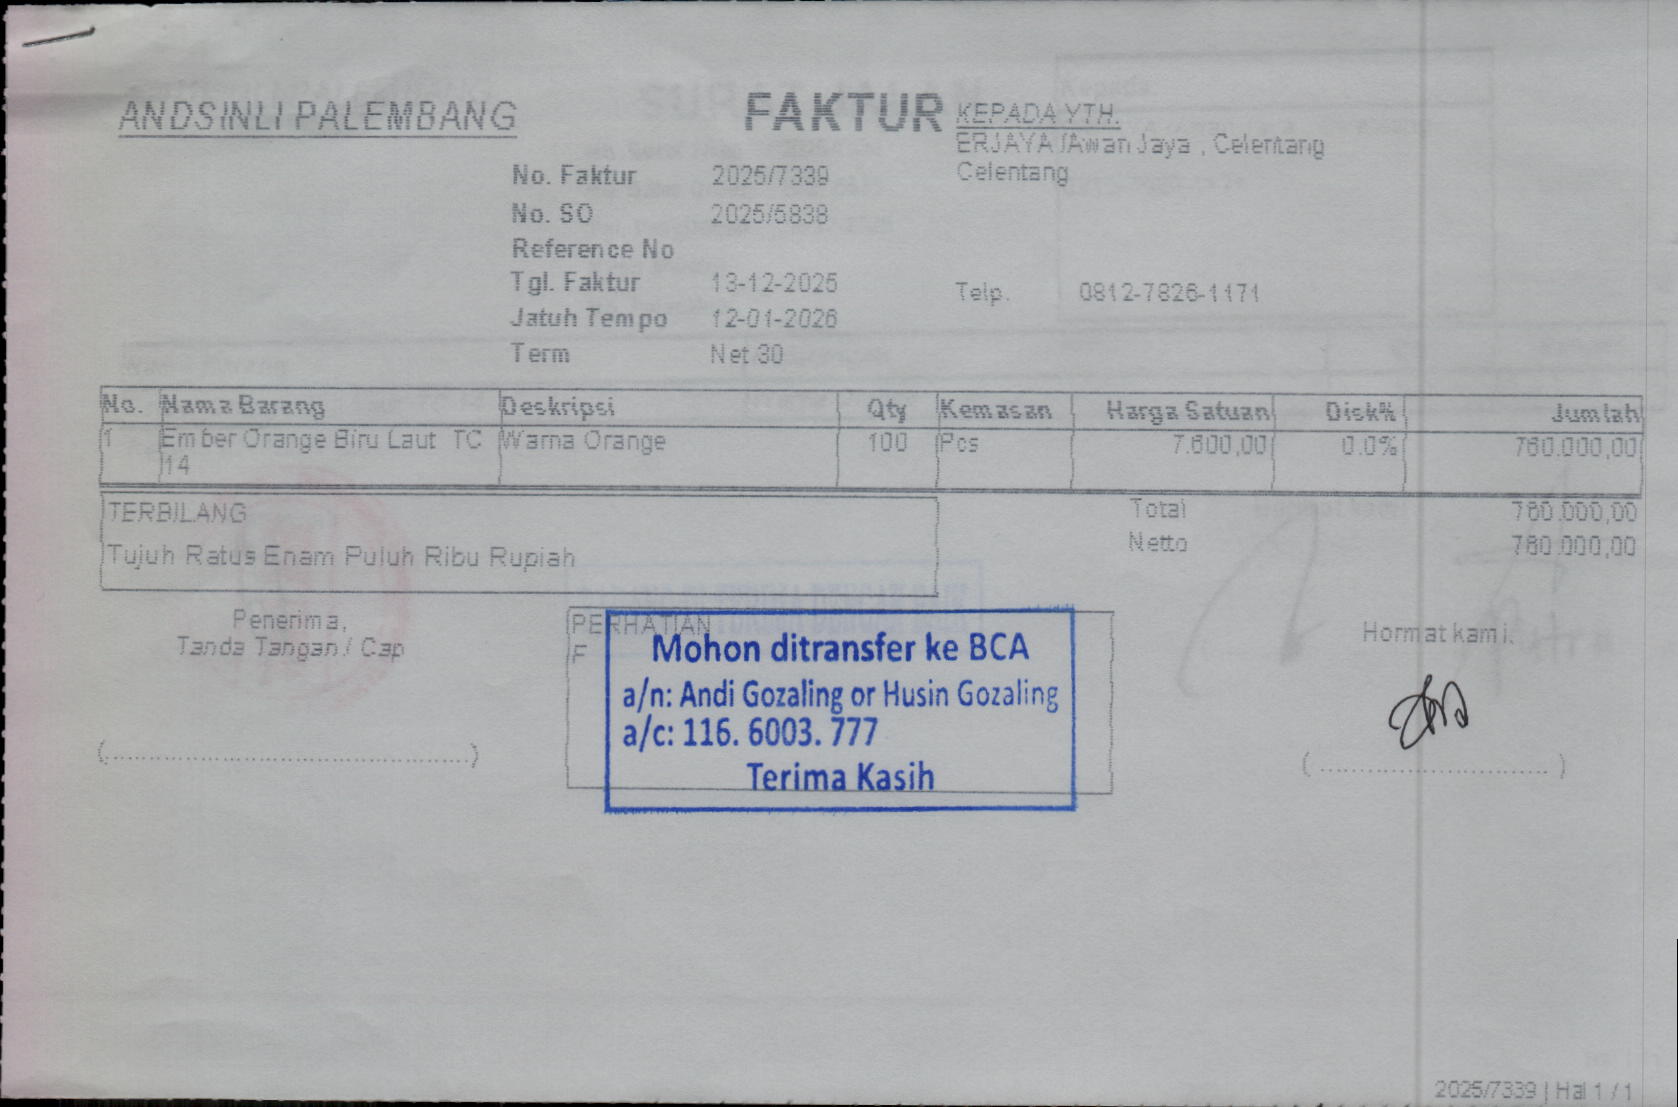 ANDSINLI PALEMBANG
FAKTUR
KEPADA YTH.
ERJAYA /Awan Jaya , Celentang
Celentang
No. Faktur 2025/7339
No. SO 2025/5838
Reference No
Tgl. Faktur 13-12-2025
Telp. 0812-7826-1171
Jatuh Tempo 12-01-2026
Term Net 30
No. Nama Barang Deskripsi Qty Kemasan Harga Satuan Disk% Jumlah
1 Ember Orange Biru Laut TC Warna Orange 100 Pcs 7.600,00 0.0% 760.000,00
14
TERBILANG
Tujuh Ratus Enam Puluh Ribu Rupiah
Total 760.000,00
Netto 760.000,00
Penerima,
Tanda Tangan / Cap
PERHATIAN
F
Mohon ditransfer ke BCA
a/n: Andi Gozaling or Husin Gozaling
a/c: 116. 6003. 777
Terima Kasih
Hormat kami.
2025/7339 | Hal 1 / 1